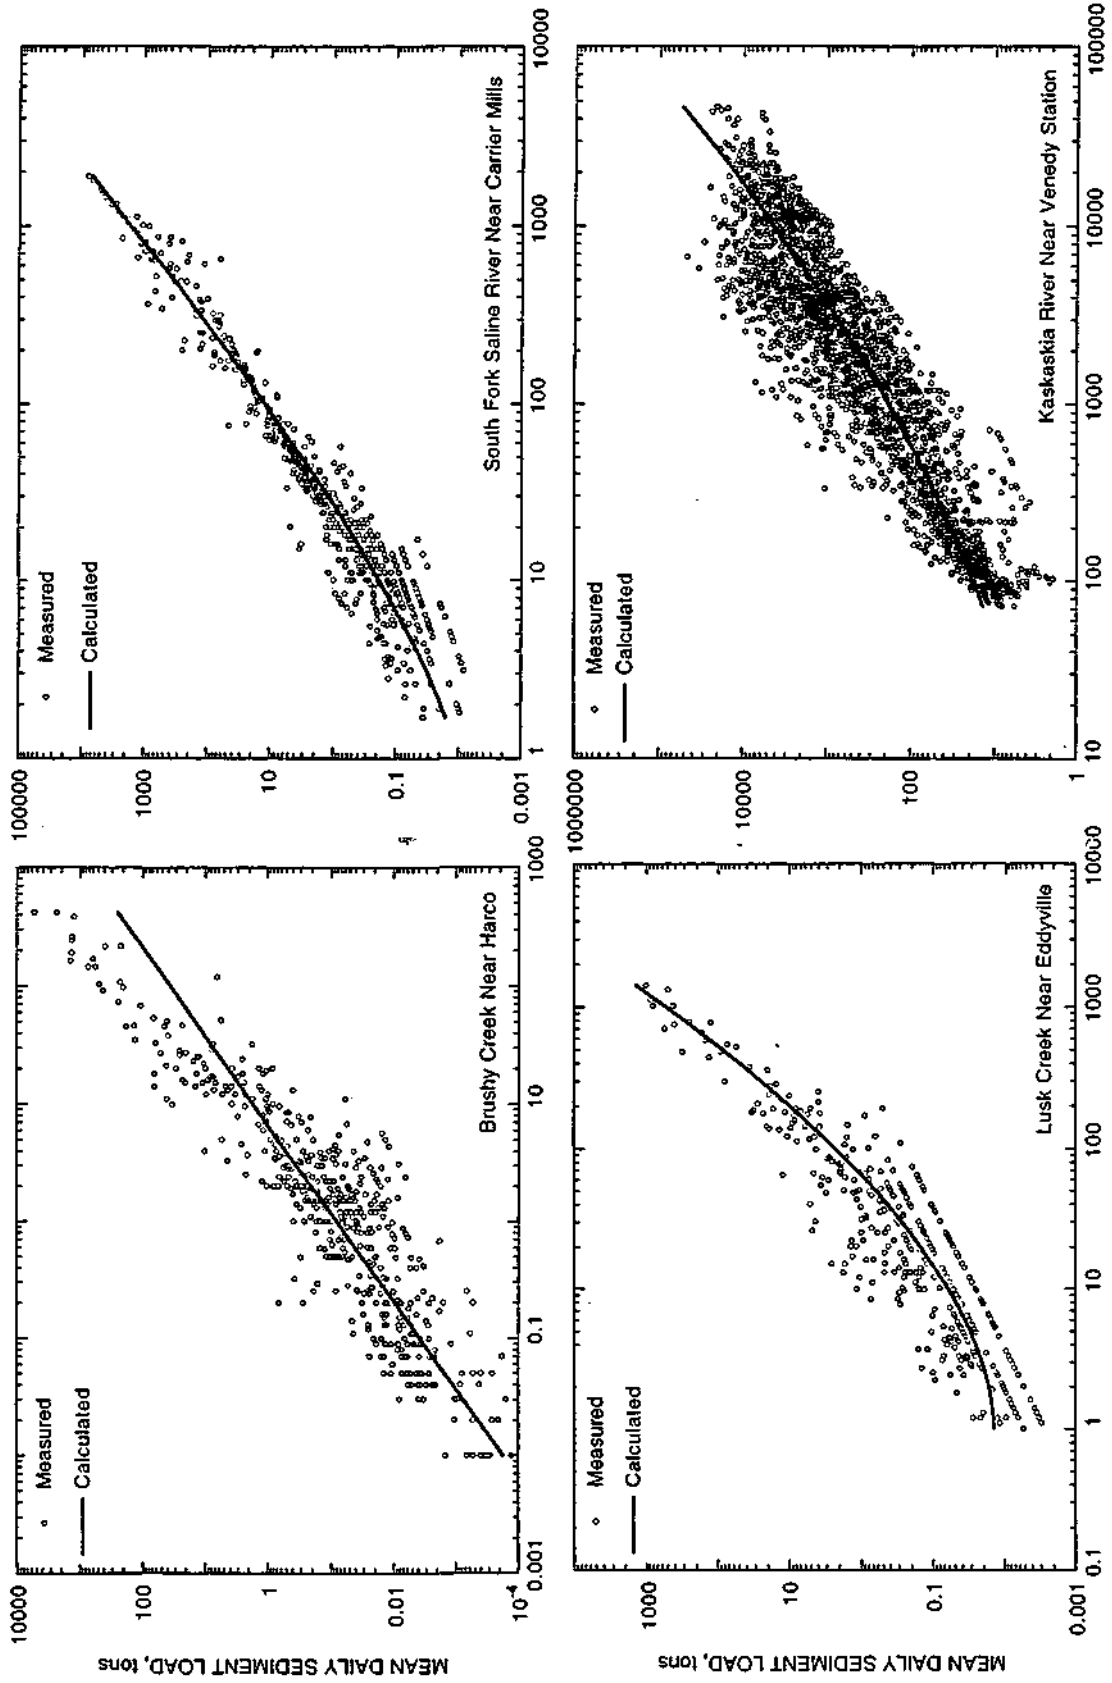 MEAN DAILY SEDIMENT LOAD, tons
10000
100
1
0.01
10-4
Measured
Calculated
Brushy Creek Near Harco
0.001
0.1
10
1000
100000
1000
10
0.1
0.001
Measured
Calculated
South Fork Saline River Near Carrier Mills
1
10
100
1000
10000
MEAN DAILY SEDIMENT LOAD, tons
1000
10
0.1
0.001
Measured
Calculated
Lusk Creek Near Eddyville
0.1
1
10
100
1000
10000
1000000
10000
100
1
Measured
Calculated
Kaskaskia River Near Venedy Station
10
100
1000
10000
100000